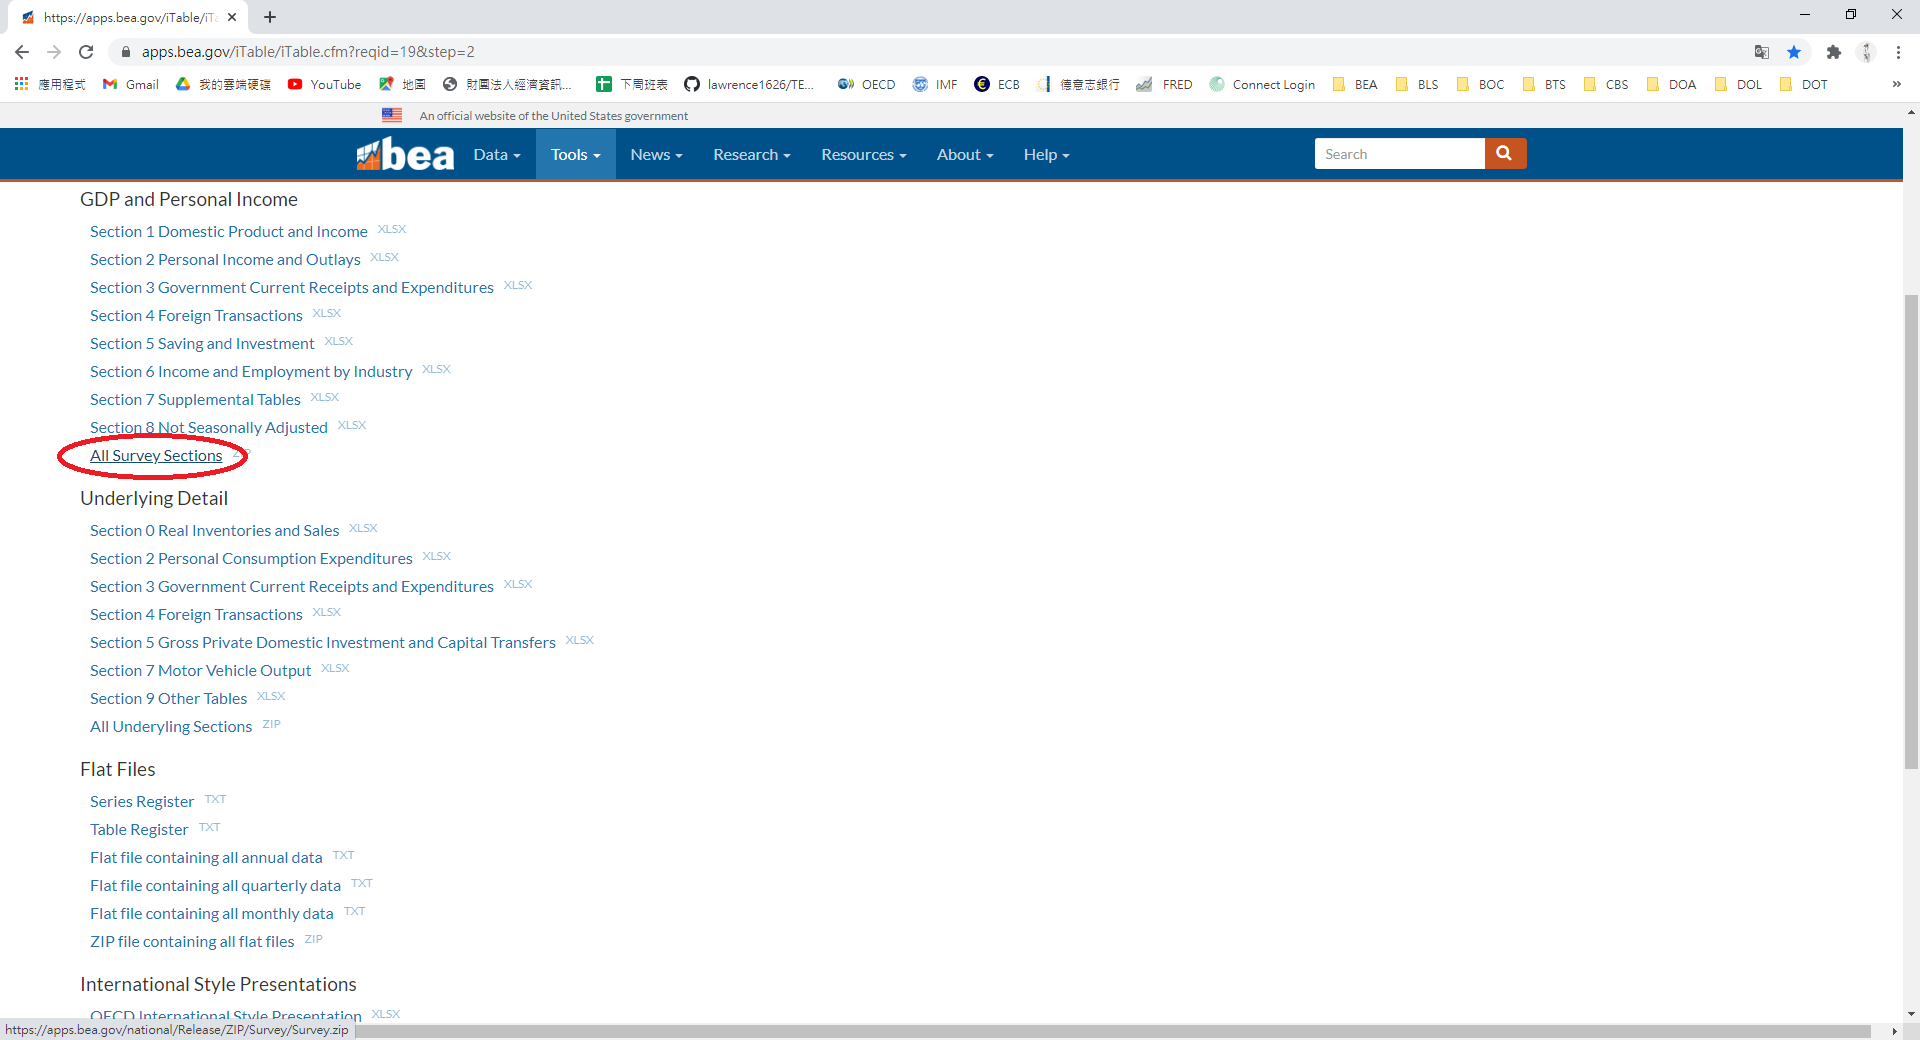 https://apps.bea.gov/iTable/iTa
apps.bea.gov/iTable/iTable.cfm?reqid=19&step=2
應用程式 Gmail 我的雲端硬碟 YouTube 地圖 財團法人經濟資訊... 下周班表 lawrence1626/TE... OECD IMF ECB 德意志銀行 FRED Connect Login BEA BLS BOC BTS CBS DOA DOL DOT »
An official website of the United States government
bea Data Tools News Research Resources About Help Search
GDP and Personal Income
Section 1 Domestic Product and Income XLSX
Section 2 Personal Income and Outlays XLSX
Section 3 Government Current Receipts and Expenditures XLSX
Section 4 Foreign Transactions XLSX
Section 5 Saving and Investment XLSX
Section 6 Income and Employment by Industry XLSX
Section 7 Supplemental Tables XLSX
Section 8 Not Seasonally Adjusted XLSX
All Survey Sections ZIP
Underlying Detail
Section 0 Real Inventories and Sales XLSX
Section 2 Personal Consumption Expenditures XLSX
Section 3 Government Current Receipts and Expenditures XLSX
Section 4 Foreign Transactions XLSX
Section 5 Gross Private Domestic Investment and Capital Transfers XLSX
Section 7 Motor Vehicle Output XLSX
Section 9 Other Tables XLSX
All Underyling Sections ZIP
Flat Files
Series Register TXT
Table Register TXT
Flat file containing all annual data TXT
Flat file containing all quarterly data TXT
Flat file containing all monthly data TXT
ZIP file containing all flat files ZIP
International Style Presentations
OECD International Style Presentation XLSX
https://apps.bea.gov/national/Release/ZIP/Survey/Survey.zip